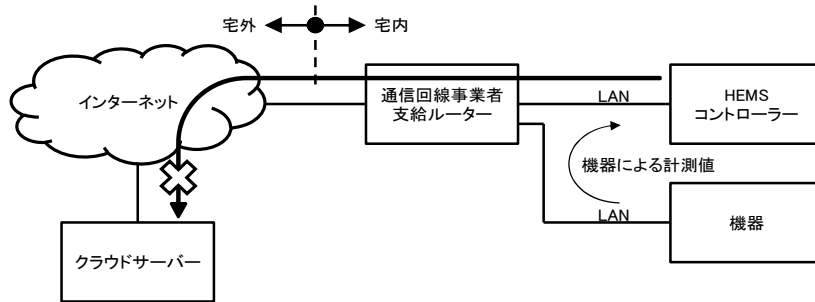 宅外
宅内
インターネット
通信回線事業者
支給ルーター
LAN
HEMS
コントローラー
機器による計測値
LAN
機器
クラウドサーバー